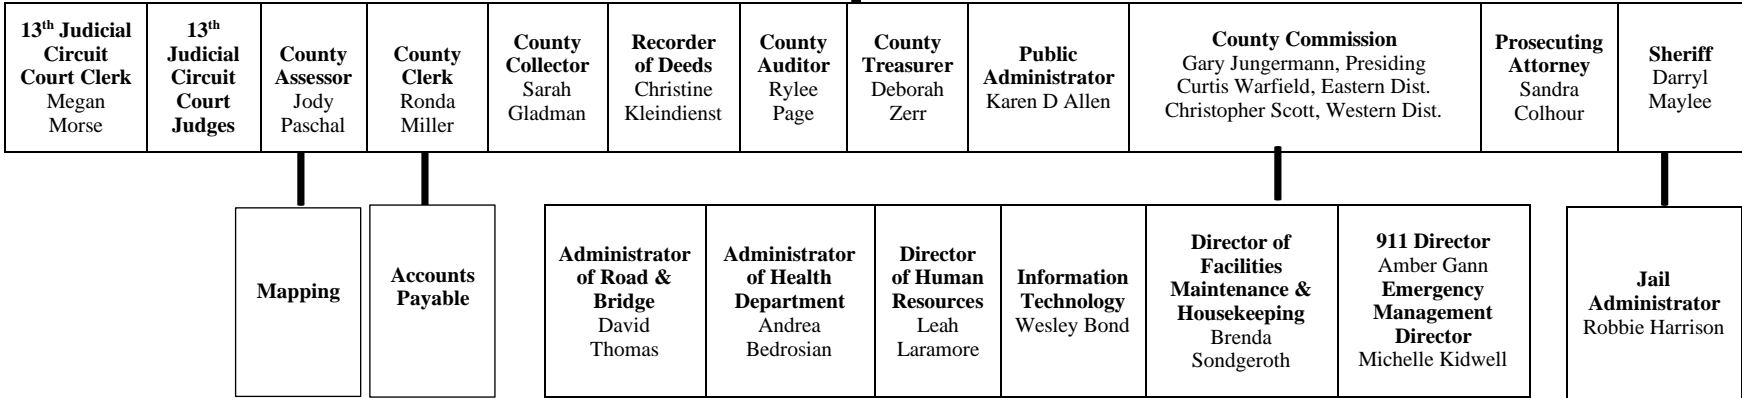 13th Judicial
Circuit
Court Clerk
Megan
Morse
13th
Judicial
Circuit
Court
Judges
County
Assessor
Jody
Paschal
County
Clerk
Ronda
Miller
County
Collector
Sarah
Gladman
Recorder
of Deeds
Christine
Kleindienst
County
Auditor
Rylee
Page
County
Treasurer
Deborah
Zerr
Public
Administrator
Karen D Allen
County Commission
Gary Jungermann, Presiding
Curtis Warfield, Eastern Dist.
Christopher Scott, Western Dist.
Prosecuting
Attorney
Sandra
Colhour
Sheriff
Darryl
Maylee
Mapping
Accounts
Payable
Administrator
of Road &
Bridge
David
Thomas
Administrator
of Health
Department
Andrea
Bedrosian
Director
of Human
Resources
Leah
Laramore
Information
Technology
Wesley Bond
Director of
Facilities
Maintenance &
Housekeeping
Brenda
Sondgeroth
911 Director
Amber Gann
Emergency
Management
Director
Michelle Kidwell
Jail
Administrator
Robbie Harrison